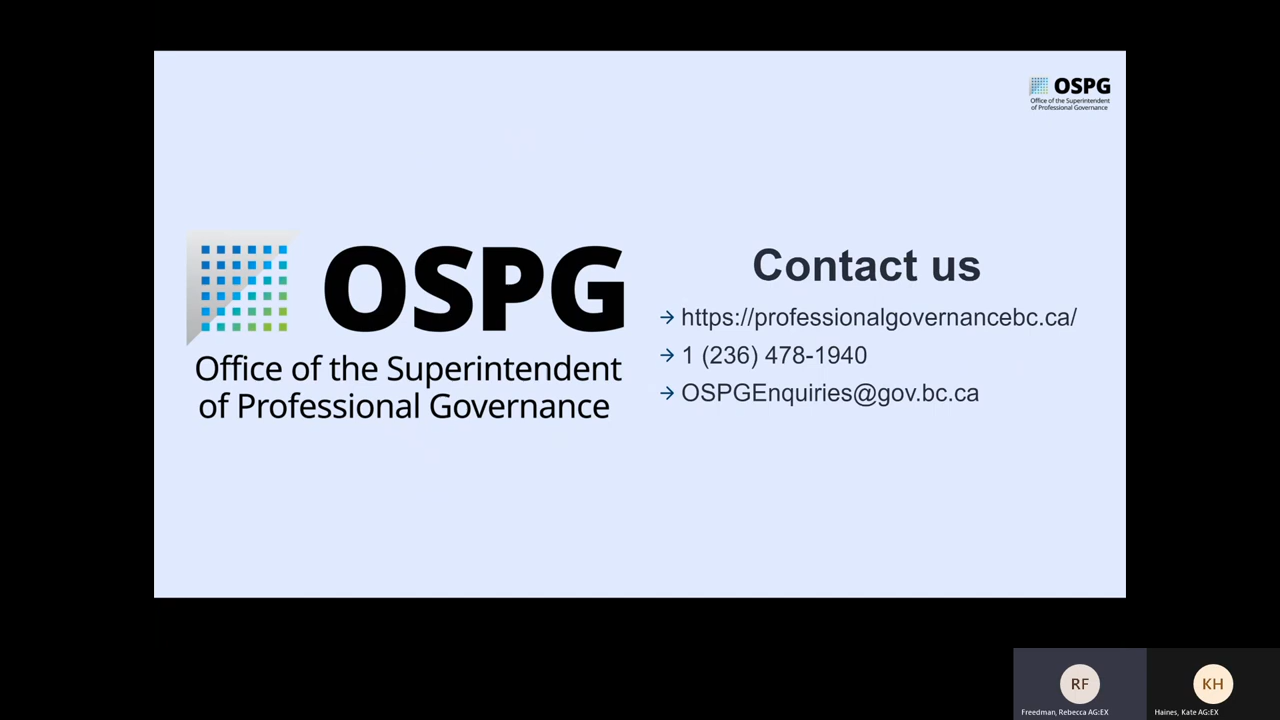 OSPG
Office of the Superintendent
of Professional Governance
OSPG
Office of the Superintendent
of Professional Governance
Contact us
https://professionalgovernancebc.ca/
1 (236) 478-1940
OSPGEnquiries@gov.bc.ca
RF
Freedman, Rebecca AG:EX
KH
Haines, Kate AG:EX